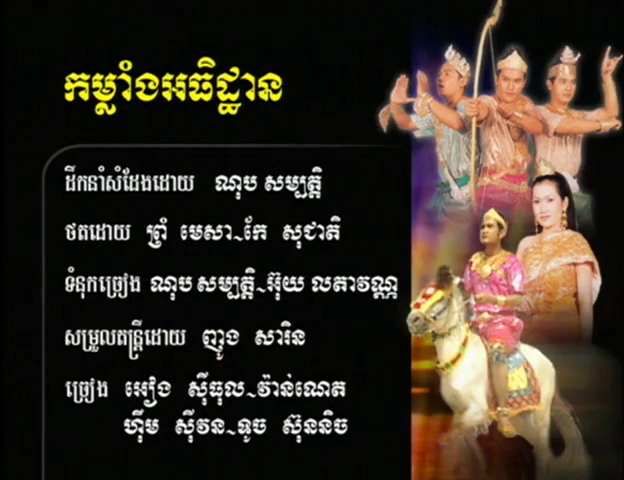 កម្លាំងអធិដ្ឋាន
ដឹកនាំសំដែងដោយ ណុប សម្បត្តិ
ថតដោយ ព្រំ មេសា~កែ សុជាតិ
ទំនុកច្រៀង ណុប សម្បត្តិ~អ៊ុយ លតាវណ្ណ
សម្រួលតន្ត្រីដោយ ញូង សារិន
ច្រៀង អៀង ស៊ីធុល~វ៉ាន់ណេត
ហ៊ឹម ស៊ីវន~ទូច ស៊ុននិច